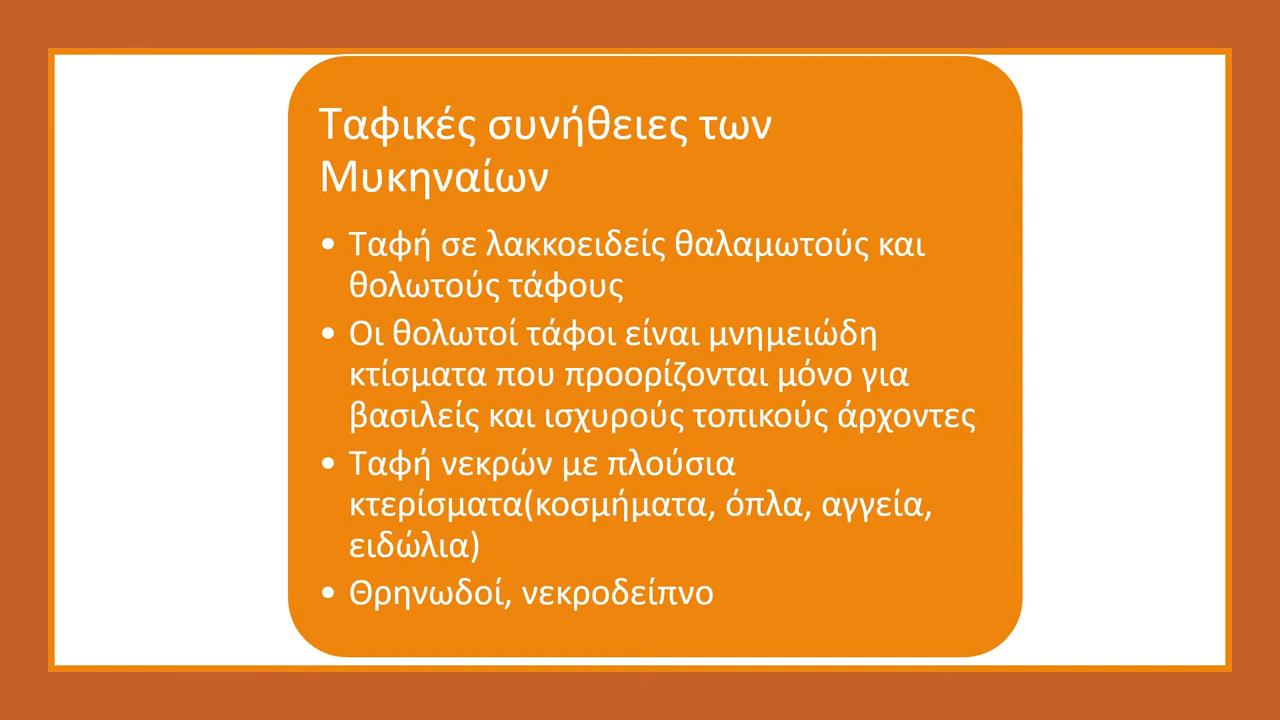 Ταφικές συνήθειες των
Μυκηναίων
• Ταφή σε λακκοειδείς θαλαμωτούς και
θολωτούς τάφους
• Οι θολωτοί τάφοι είναι μνημειώδη
κτίσματα που προορίζονται μόνο για
βασιλείς και ισχυρούς τοπικούς άρχοντες
• Ταφή νεκρών με πλούσια
κτερίσματα(κοσμήματα, όπλα, αγγεία,
ειδώλια)
• Θρηνωδοί, νεκροδείπνο